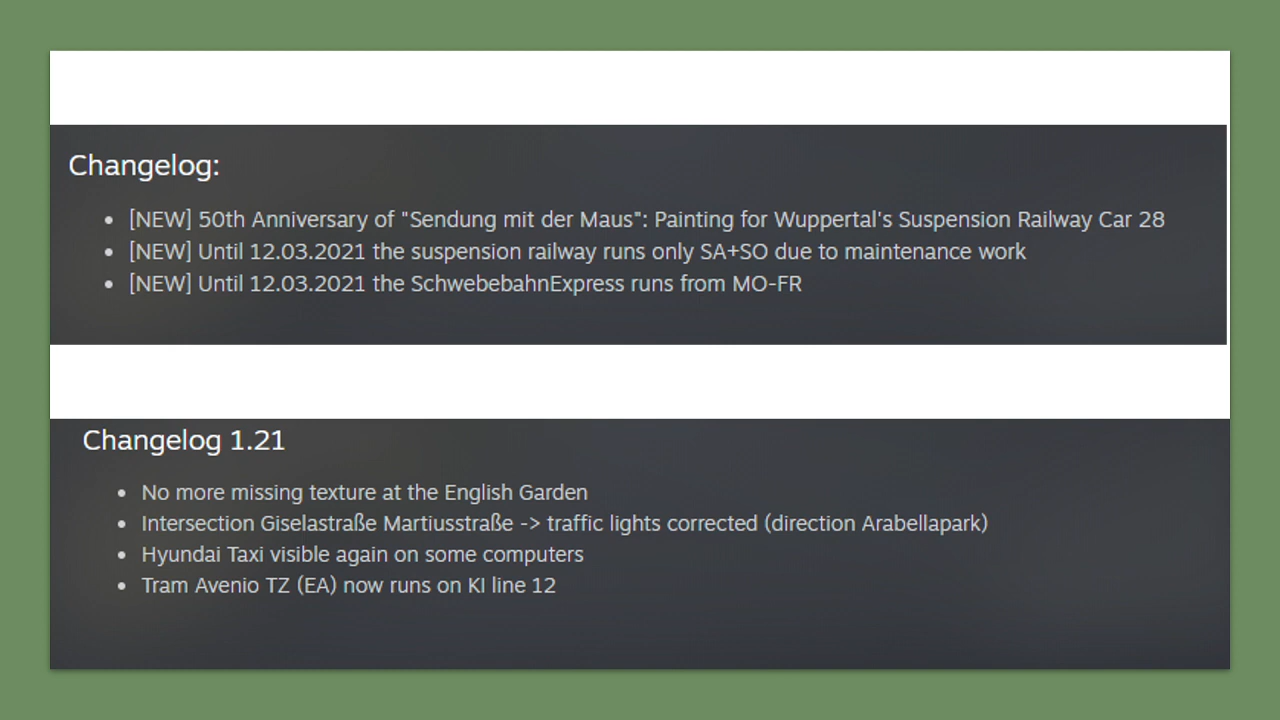 Changelog:
• [NEW] 50th Anniversary of "Sendung mit der Maus": Painting for Wuppertal's Suspension Railway Car 28
• [NEW] Until 12.03.2021 the suspension railway runs only SA+SO due to maintenance work
• [NEW] Until 12.03.2021 the SchwebebahnExpress runs from MO-FR
Changelog 1.21
• No more missing texture at the English Garden
• Intersection Giselastraße Martiusstraße -> traffic lights corrected (direction Arabellapark)
• Hyundai Taxi visible again on some computers
• Tram Avenio TZ (EA) now runs on KI line 12